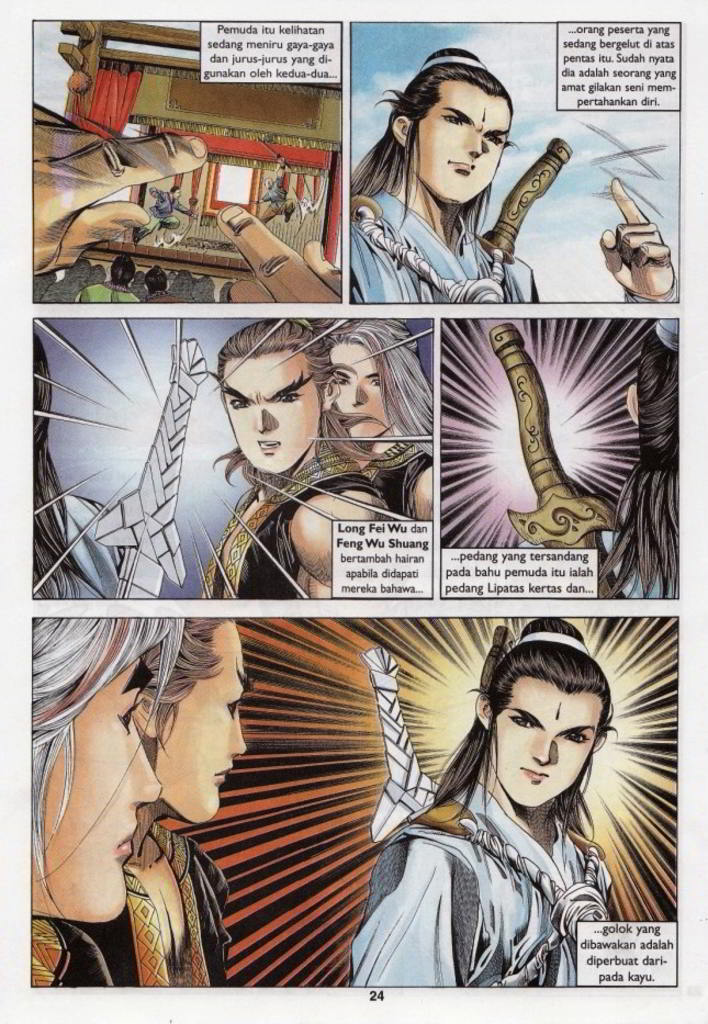 Pemuda itu kelihatan
sedang meniru gaya-gaya
dan jurus-jurus yang di-
gunakan oleh kedua-dua...
...orang peserta yang
sedang bergelut di atas
pentas itu. Sudah nyata
dia adalah seorang yang
amat gilakan seni mem-
pertahankan diri.
Long Fei Wu dan
Feng Wu Shuang
bertambah hairan
apabila didapati
mereka bahawa...
...pedang yang tersandang
pada bahu pemuda itu ialah
pedang Lipatas kertas dan...
...golok yang
dibawakan adalah
diperbuat dari-
pada kayu.
24